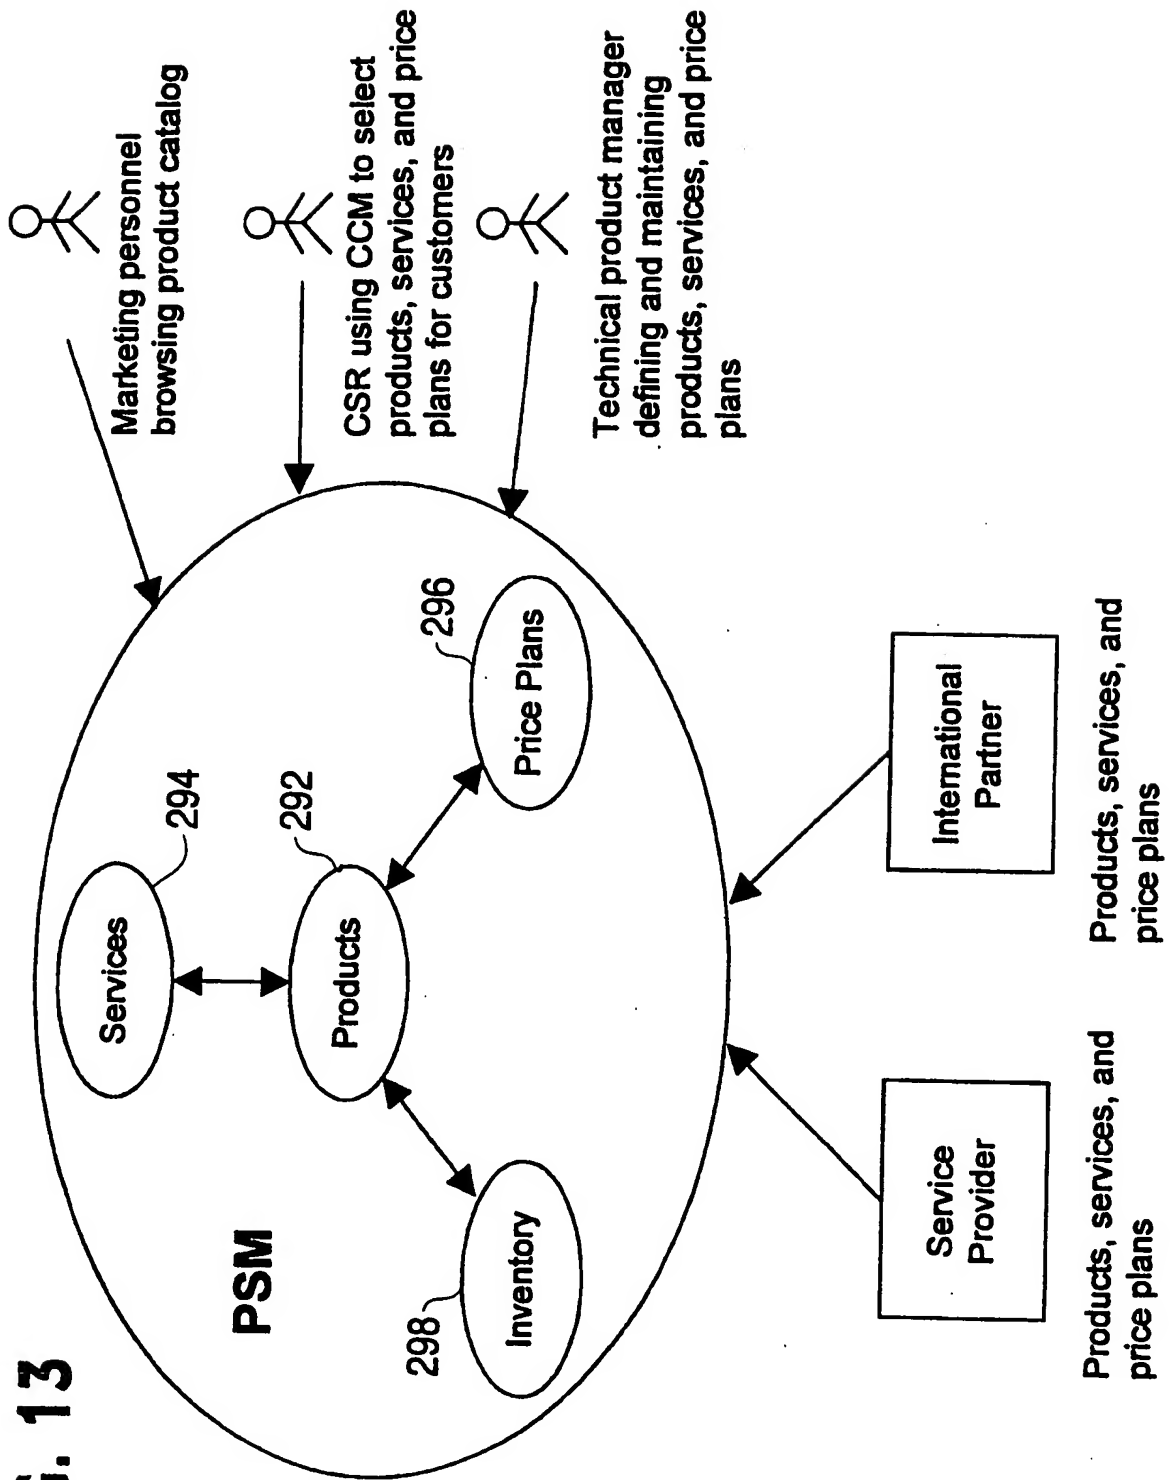 13
PSM
Services
294
Products
292
Price Plans
296
Inventory
298
Marketing personnel
browsing product catalog
CSR using CCM to select
products, services, and price
plans for customers
Technical product manager
defining and maintaining
products, services, and price
plans
Service
Provider
Products, services, and
price plans
International
Partner
Products, services, and
price plans